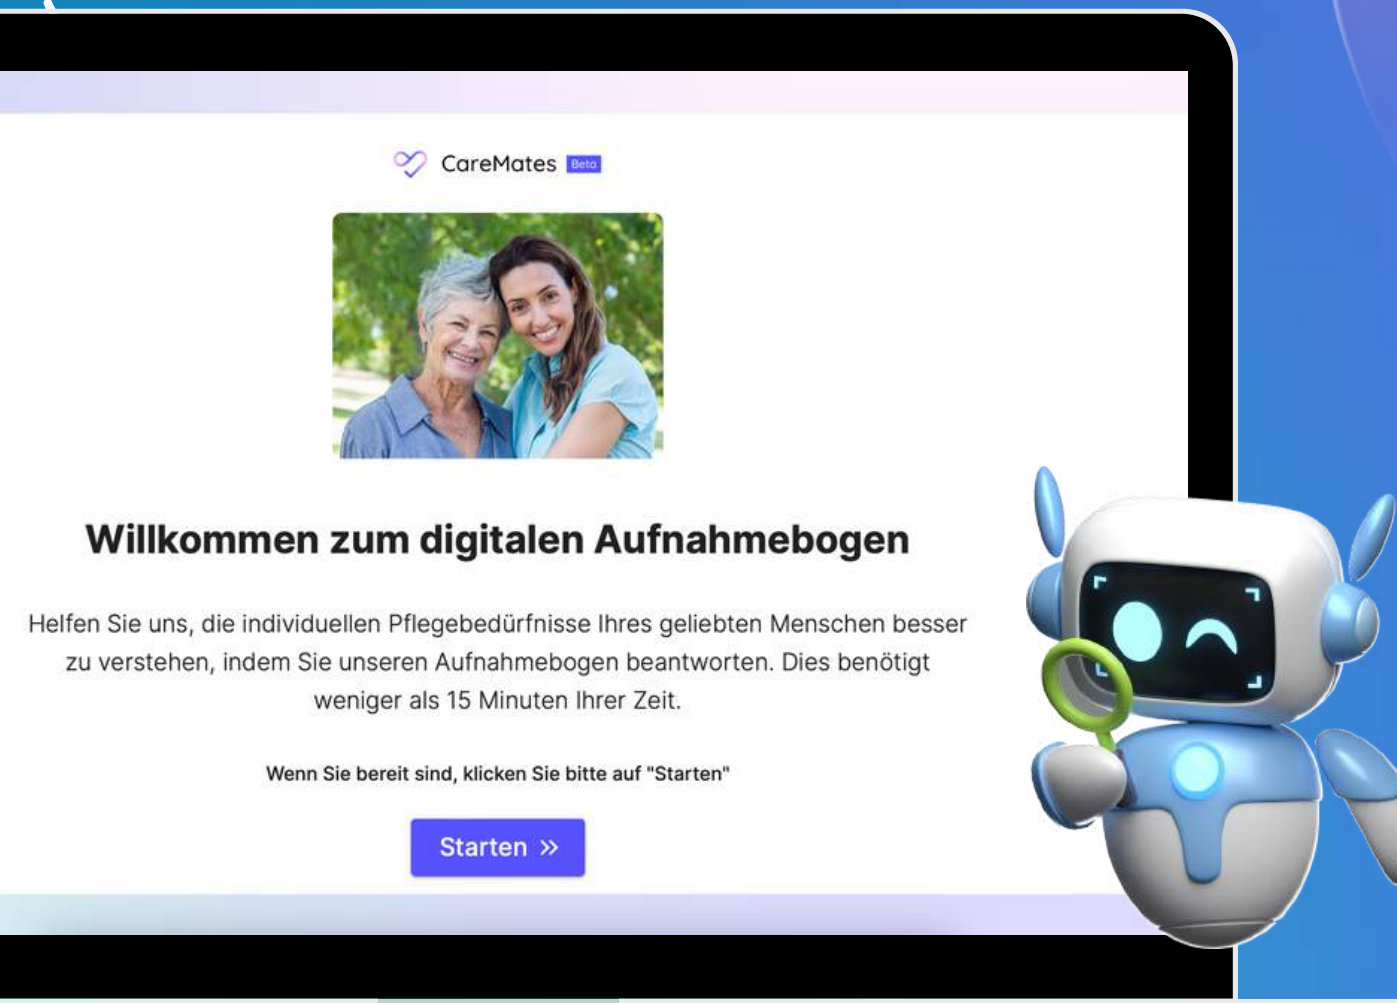 CareMates Beta
Willkommen zum digitalen Aufnahmebogen
Helfen Sie uns, die individuellen Pflegebedürfnisse Ihres geliebten Menschen besser
zu verstehen, indem Sie unseren Aufnahmebogen beantworten. Dies benötigt
weniger als 15 Minuten Ihrer Zeit.
Wenn Sie bereit sind, klicken Sie bitte auf "Starten"
Starten »